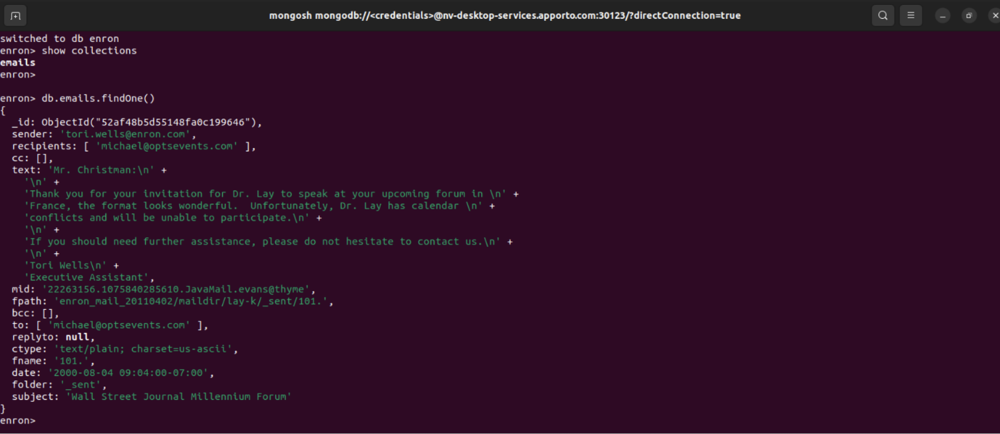 mongosh mongodb://<credentials>@nv-desktop-services.apporto.com:30123/?directConnection=true
switched to db enron
enron> show collections
emails
enron>
enron> db.emails.findOne()
{
  _id: ObjectId("52af48b5d55148fa0c199646"),
  sender: 'tori.wells@enron.com',
  recipients: [ 'michael@optsevents.com' ],
  cc: [],
  text: 'Mr. Christman:\n' +
    '\n' +
    'Thank you for your invitation for Dr. Lay to speak at your upcoming forum in \n' +
    'France, the format looks wonderful.  Unfortunately, Dr. Lay has calendar \n' +
    'conflicts and will be unable to participate.\n' +
    '\n' +
    'If you should need further assistance, please do not hesitate to contact us.\n' +
    '\n' +
    'Tori Wells\n' +
    'Executive Assistant',
  mid: '22263156.1075840285610.JavaMail.evans@thyme',
  fpath: 'enron_mail_20110402/maildir/lay-k/_sent/101.',
  bcc: [],
  to: [ 'michael@optsevents.com' ],
  replyto: null,
  ctype: 'text/plain; charset=us-ascii',
  fname: '101.',
  date: '2000-08-04 09:04:00-07:00',
  folder: '_sent',
  subject: 'Wall Street Journal Millennium Forum'
}
enron>